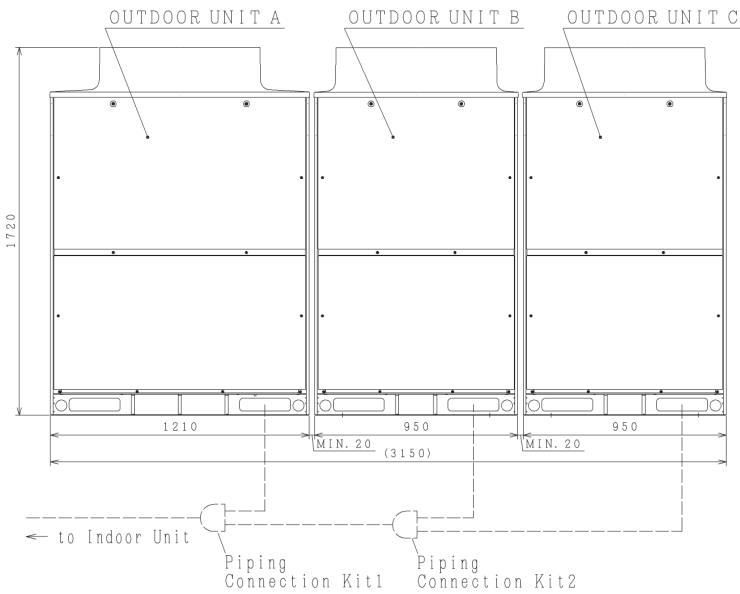 OUTDOOR UNIT A
OUTDOOR UNIT B
OUTDOOR UNIT C
1720
1210
950
950
MIN. 20
(3150)
MIN. 20
to Indoor Unit
Piping
Connection Kit1
Piping
Connection Kit2